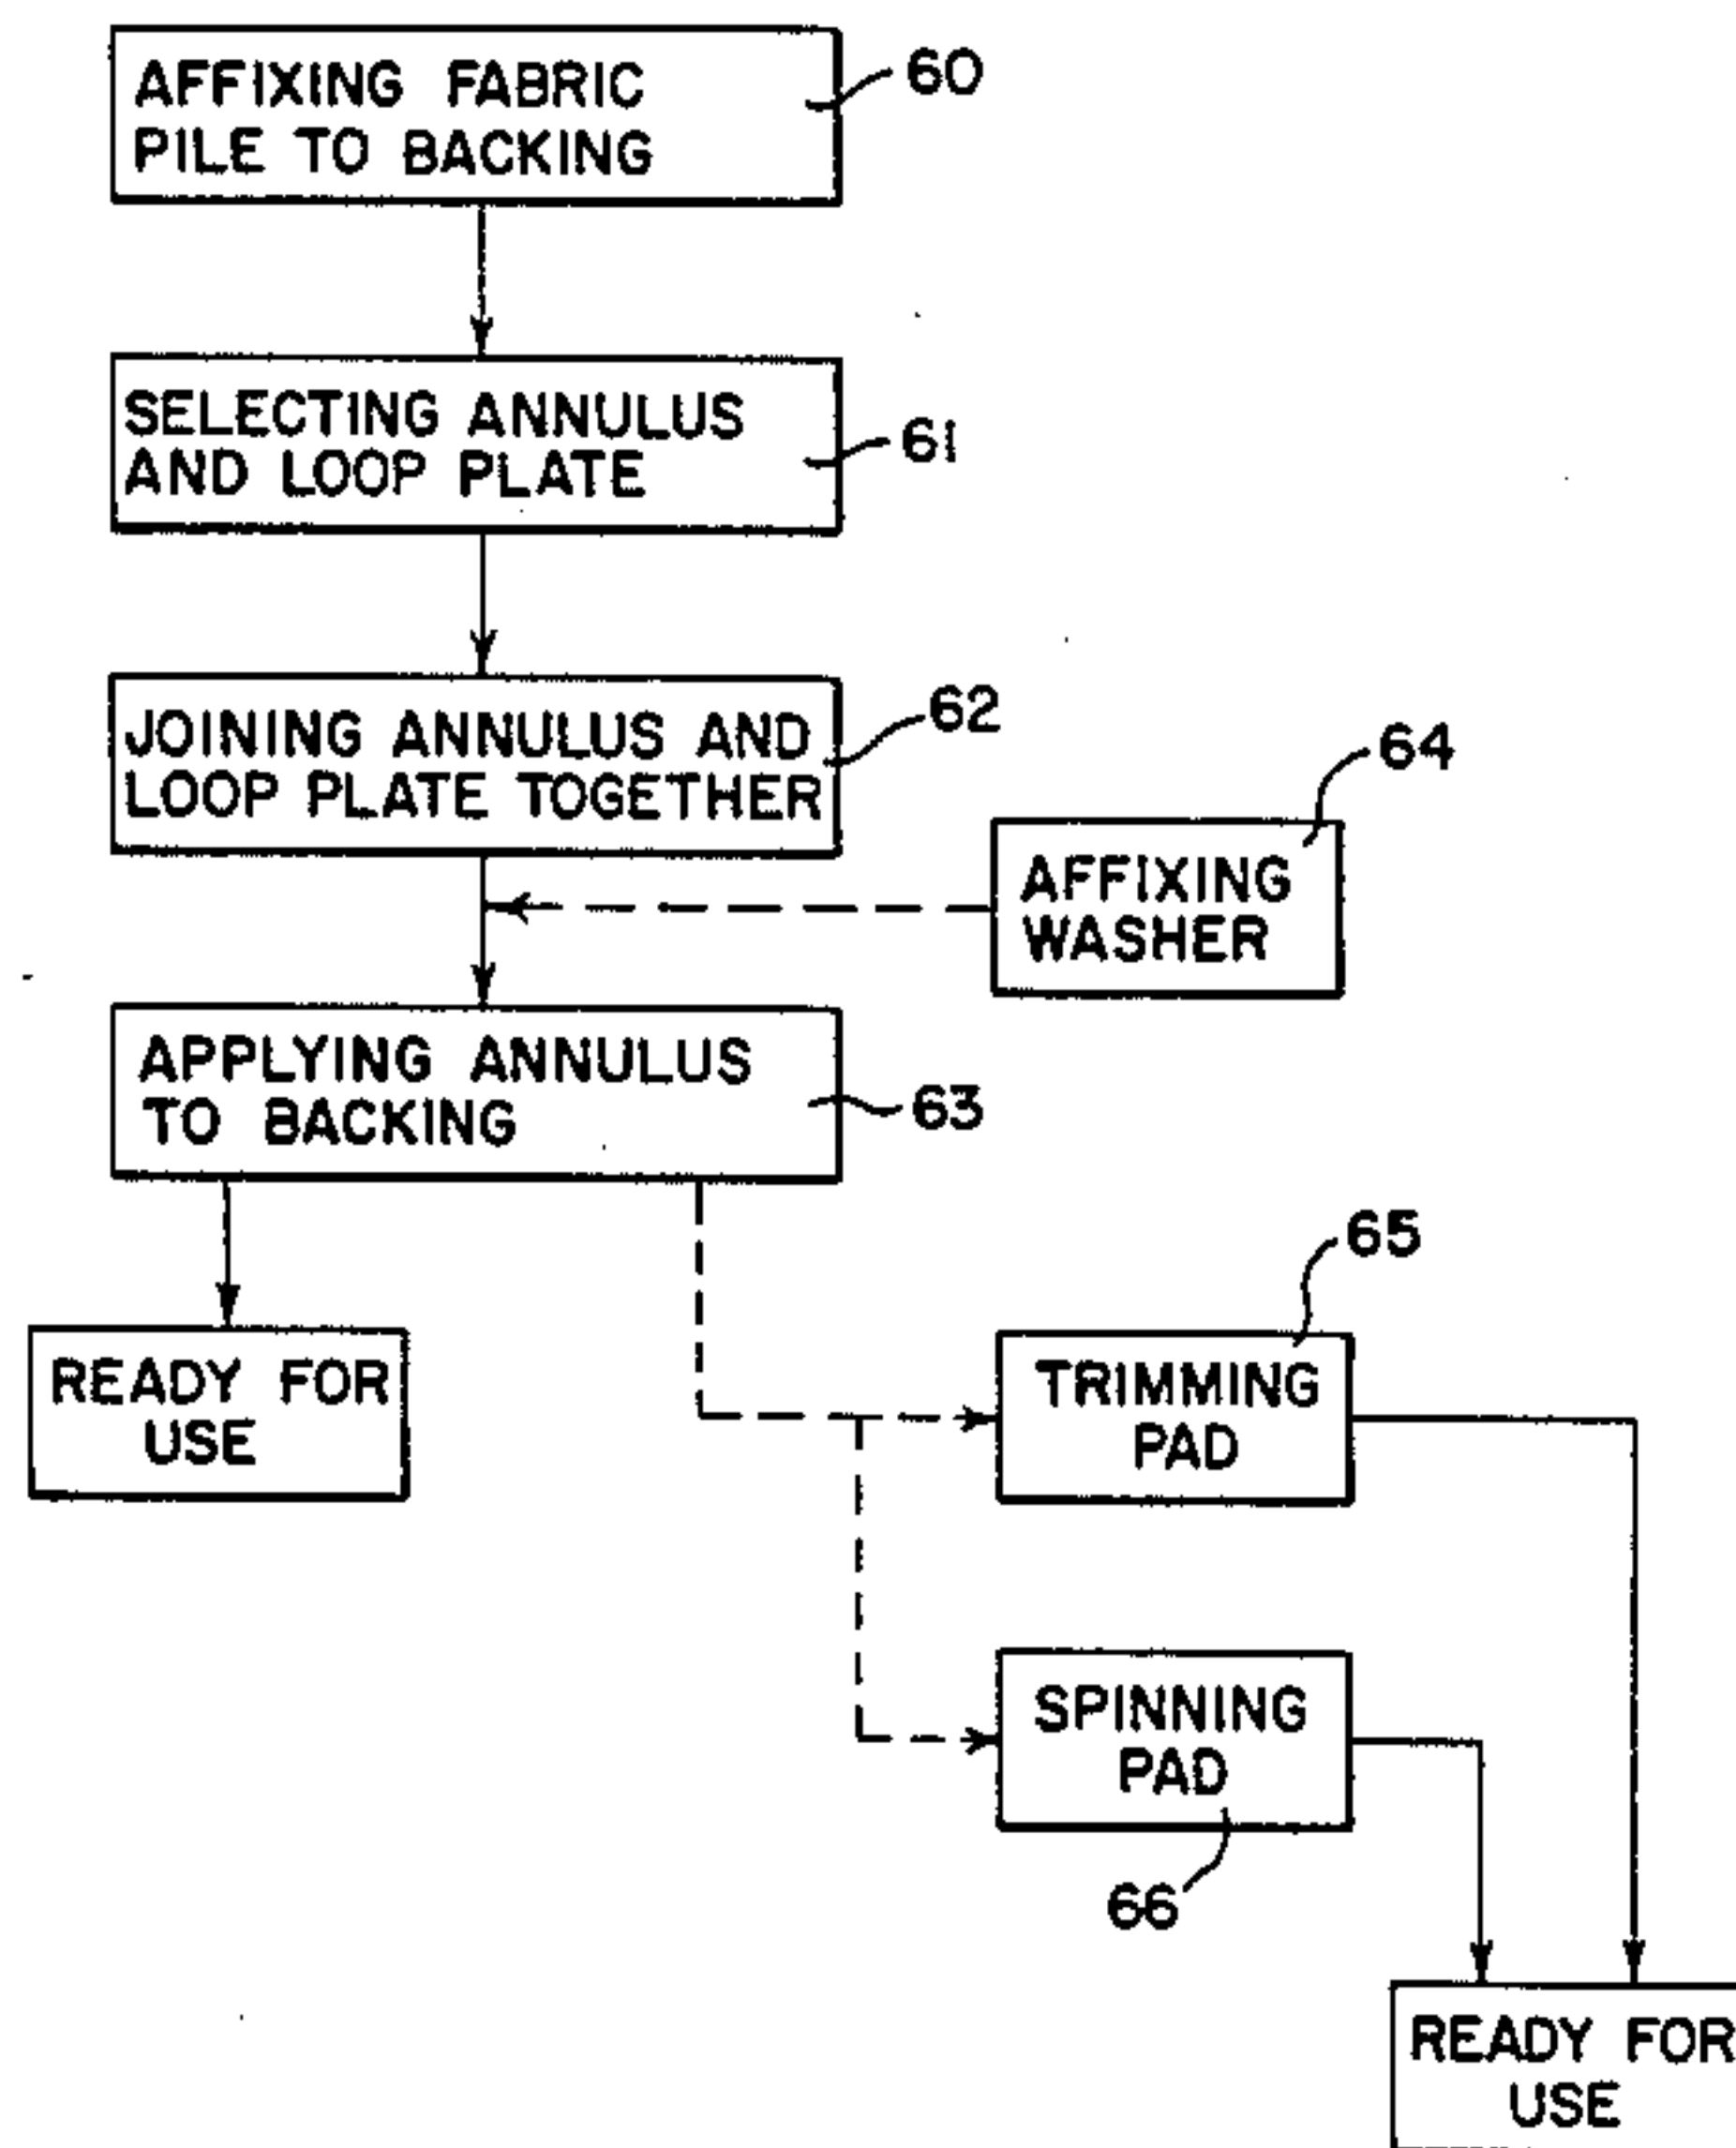 AFFIXING FABRIC
PILE TO BACKING
60
SELECTING ANNULUS
AND LOOP PLATE
61
JOINING ANNULUS AND
LOOP PLATE TOGETHER
62
AFFIXING
WASHER
64
APPLYING ANNULUS
TO BACKING
63
READY FOR
USE
TRIMMING
PAD
65
SPINNING
PAD
66
READY FOR
USE